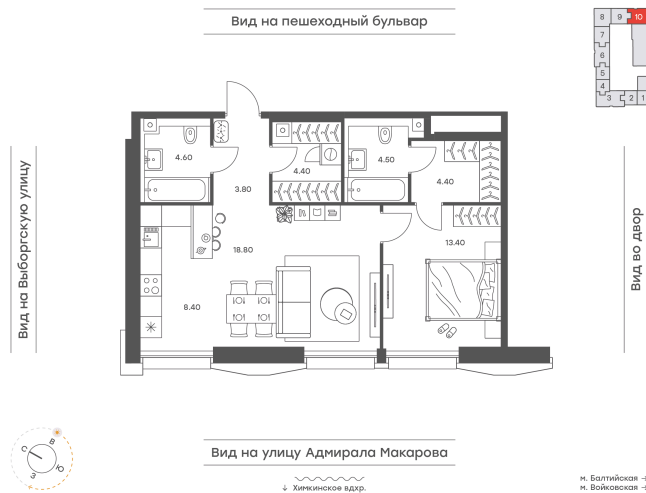 Вид на пешеходный бульвар
8 9 10
7
6
5
4
3 2 1
4.60
3.80
4.40
4.50
4.40
18.80
13.40
8.40
Вид на Выборгскую улицу
Вид во двор
Вид на улицу Адмирала Макарова
↓ Химкинское вдхр.
С В
З Ю
м. Балтийская →
м. Войковская →